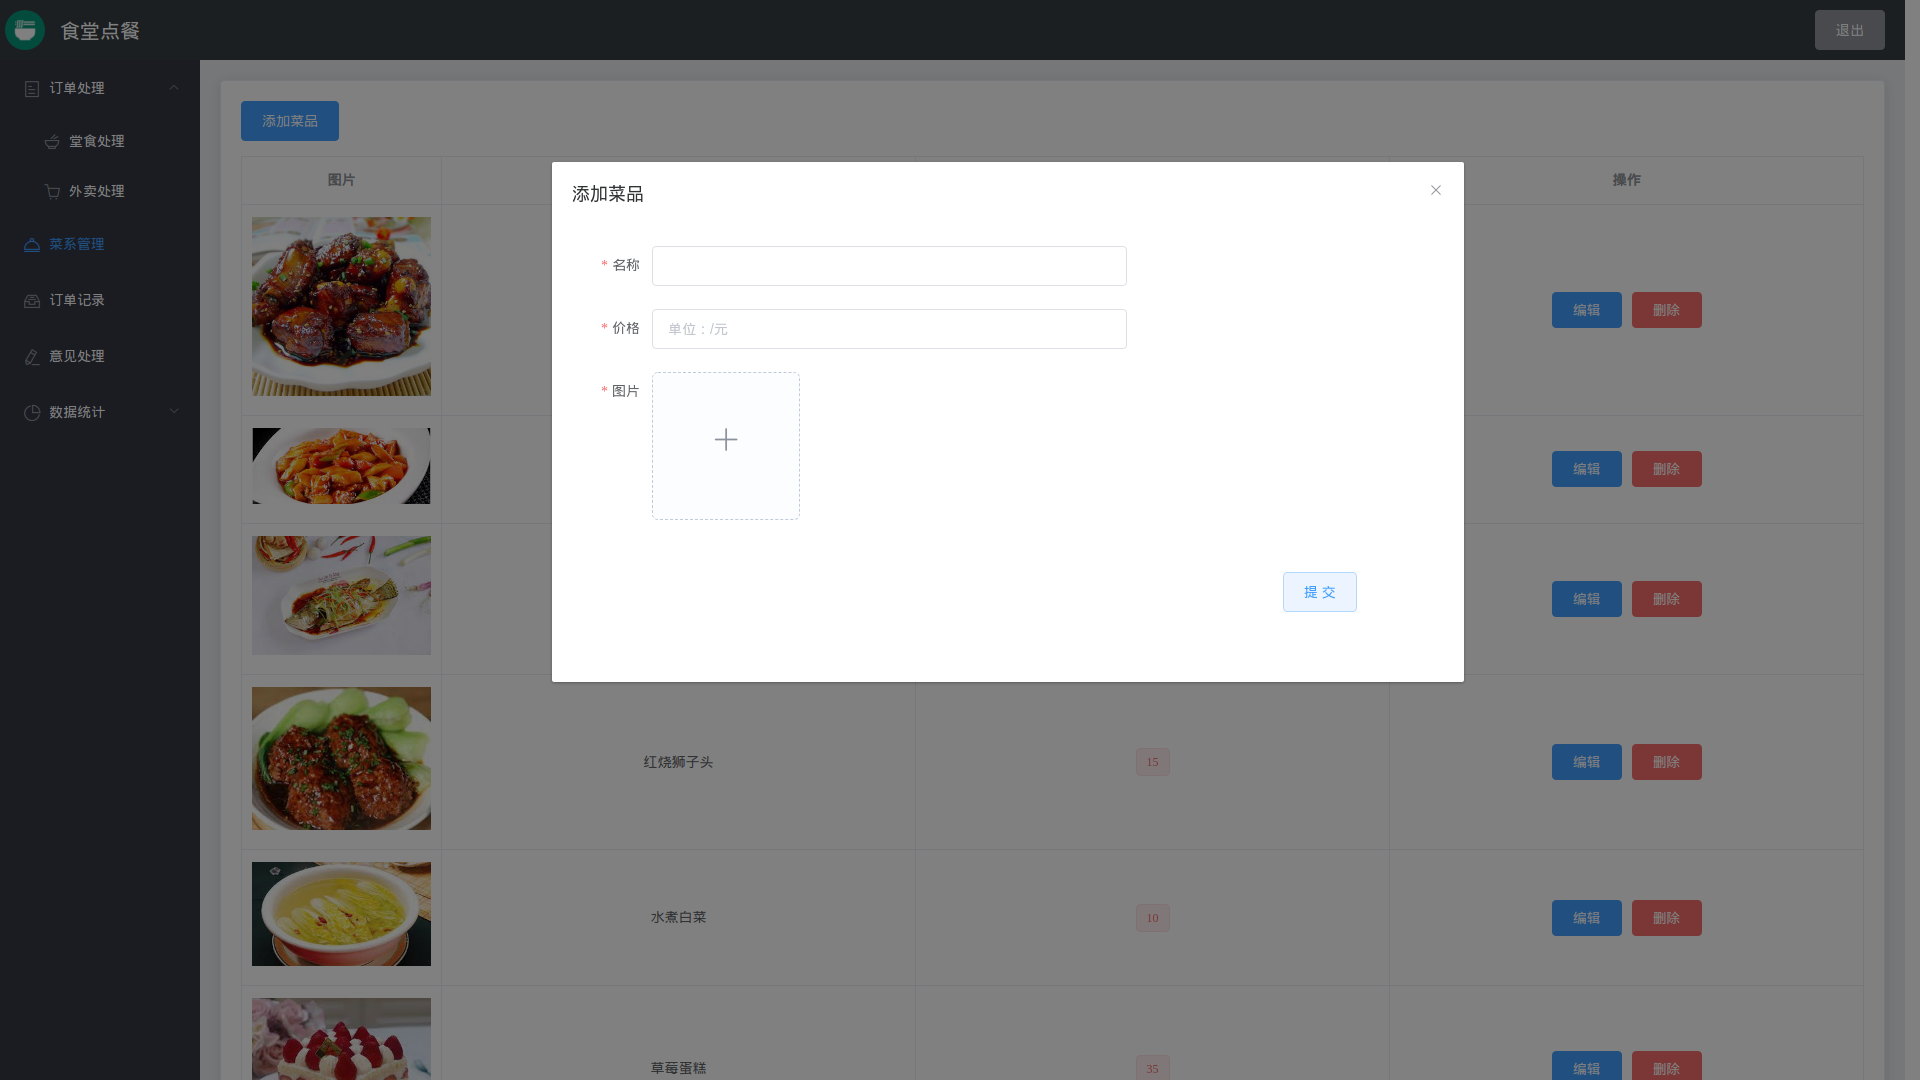 食堂点餐
退出
订单处理
堂食处理
外卖处理
菜系管理
订单记录
意见处理
数据统计
添加菜品
图片
操作
添加菜品
* 名称
* 价格
单位：/元
* 图片
提 交
编辑 删除
编辑 删除
编辑 删除
红烧狮子头 15 编辑 删除
水煮白菜 10 编辑 删除
草莓蛋糕 35 编辑 删除